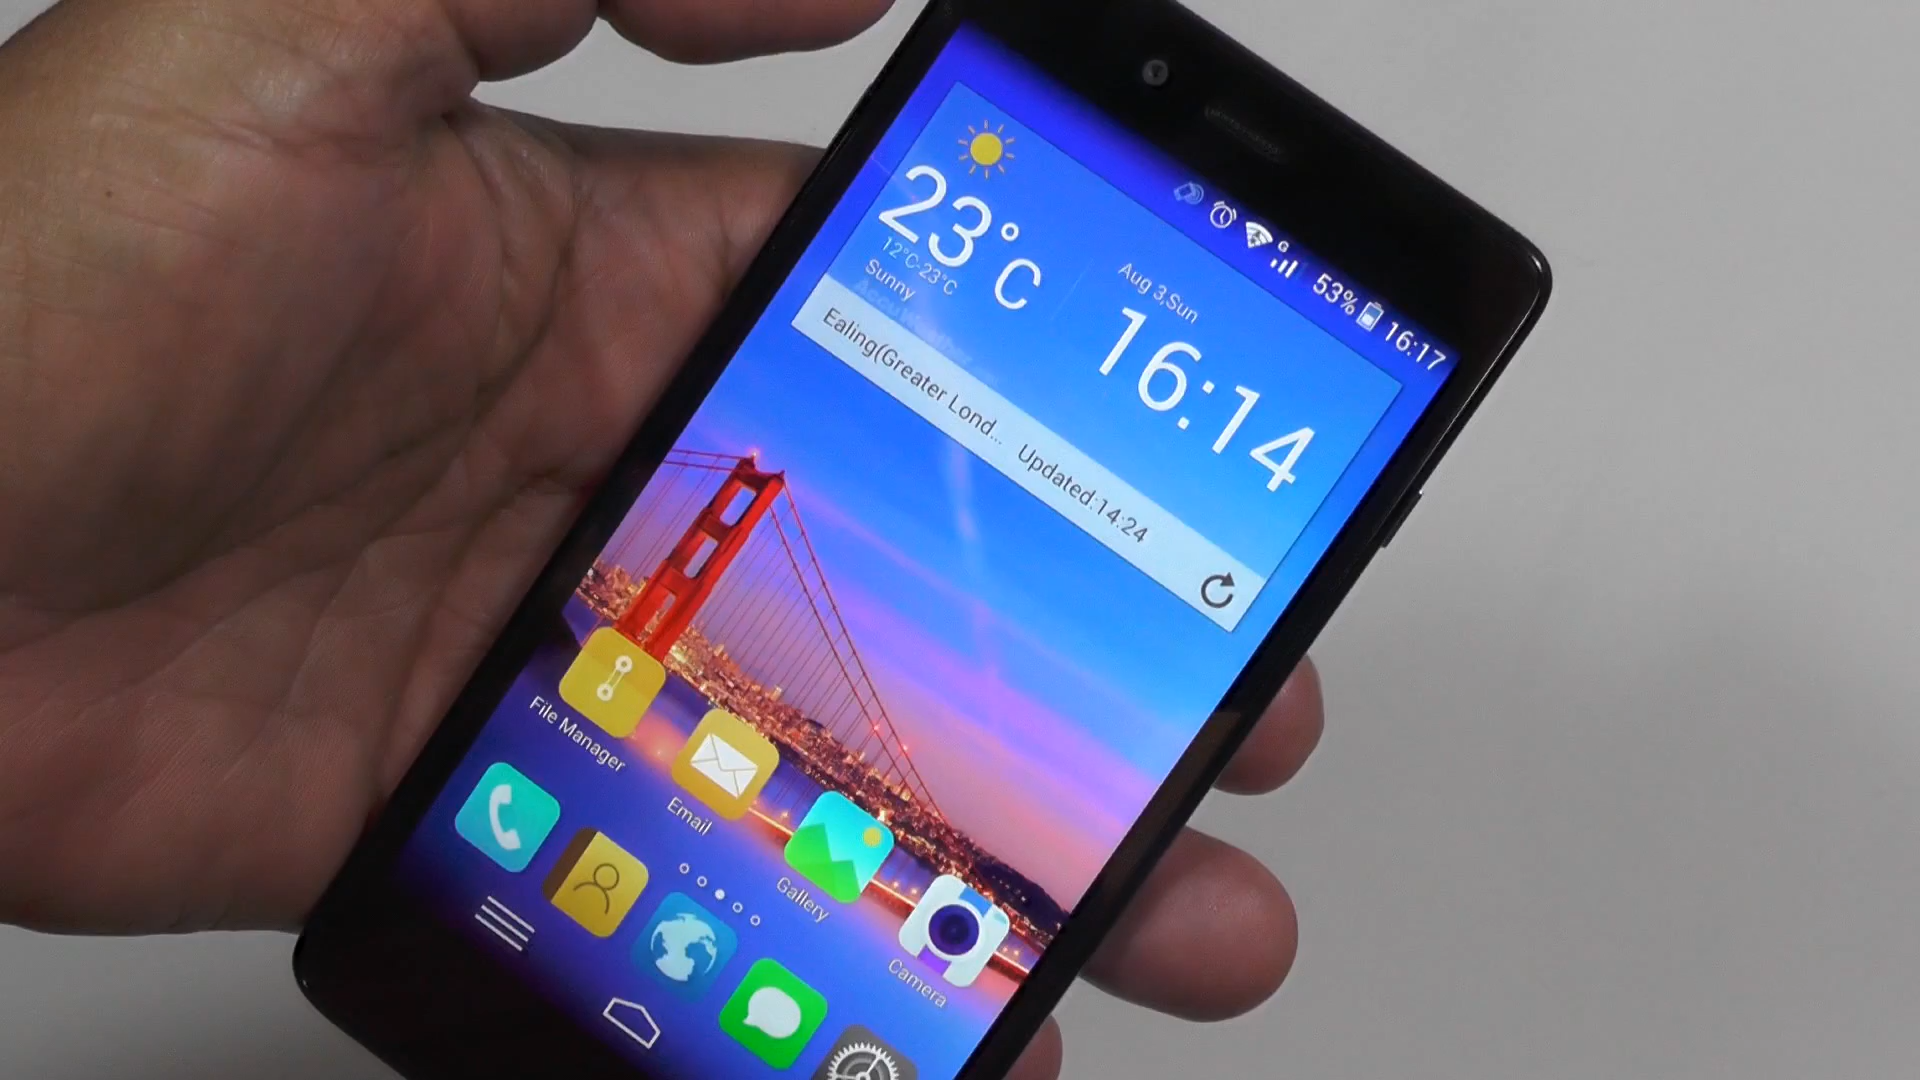 G 53% 16:17
23°C
12°C-23°C
Sunny
AccuWeather
Aug 3,Sun
16:14
Ealing(Greater Lond... Updated:14:24
File Manager
Email
Gallery
Camera